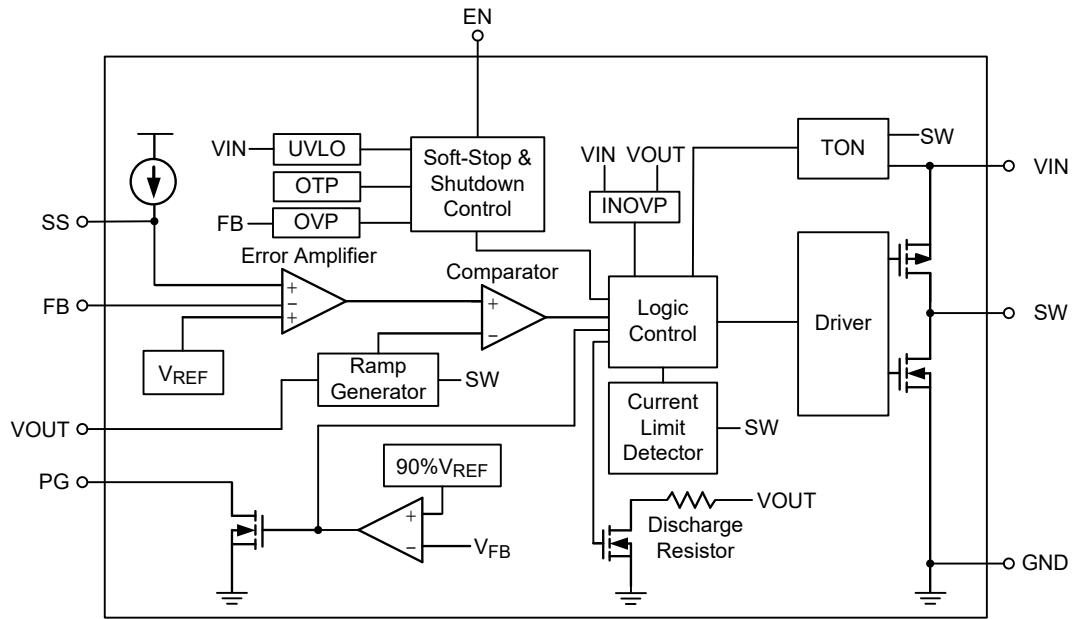 EN
VIN
UVLO
OTP
FB
OVP
Soft-Stop &
Shutdown
Control
VIN
VOUT
INOVP
TON
SW
VIN
SS
Error Amplifier
+
−
+
FB
VREF
Comparator
+
−
Ramp
Generator
SW
Logic
Control
Driver
SW
Current
Limit
Detector
SW
VOUT
PG
90%VREF
+
−
VFB
VOUT
Discharge
Resistor
GND